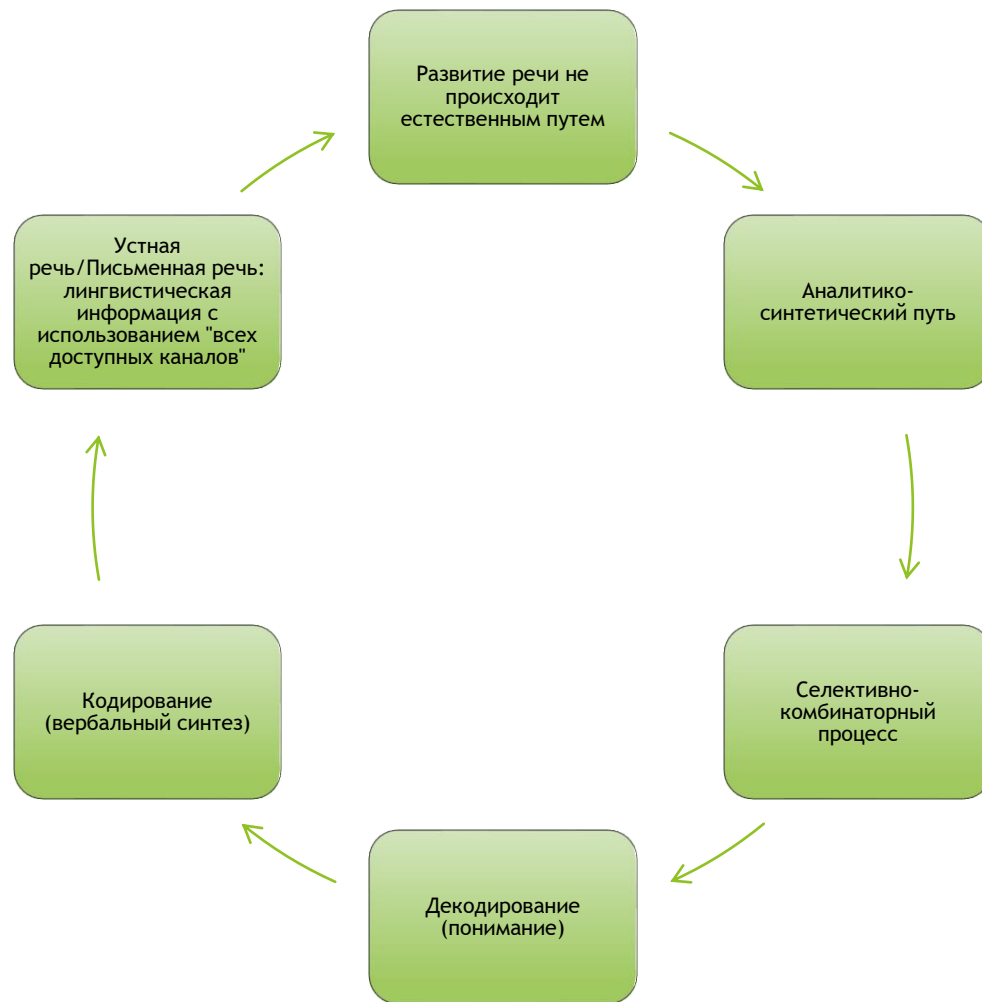 Развитие речи не
происходит
естественным путем
Аналитико-
синтетический путь
Селективно-
комбинаторный
процесс
Декодирование
(понимание)
Кодирование
(вербальный синтез)
Устная
речь/Письменная речь:
лингвистическая
информация с
использованием "всех
доступных каналов"